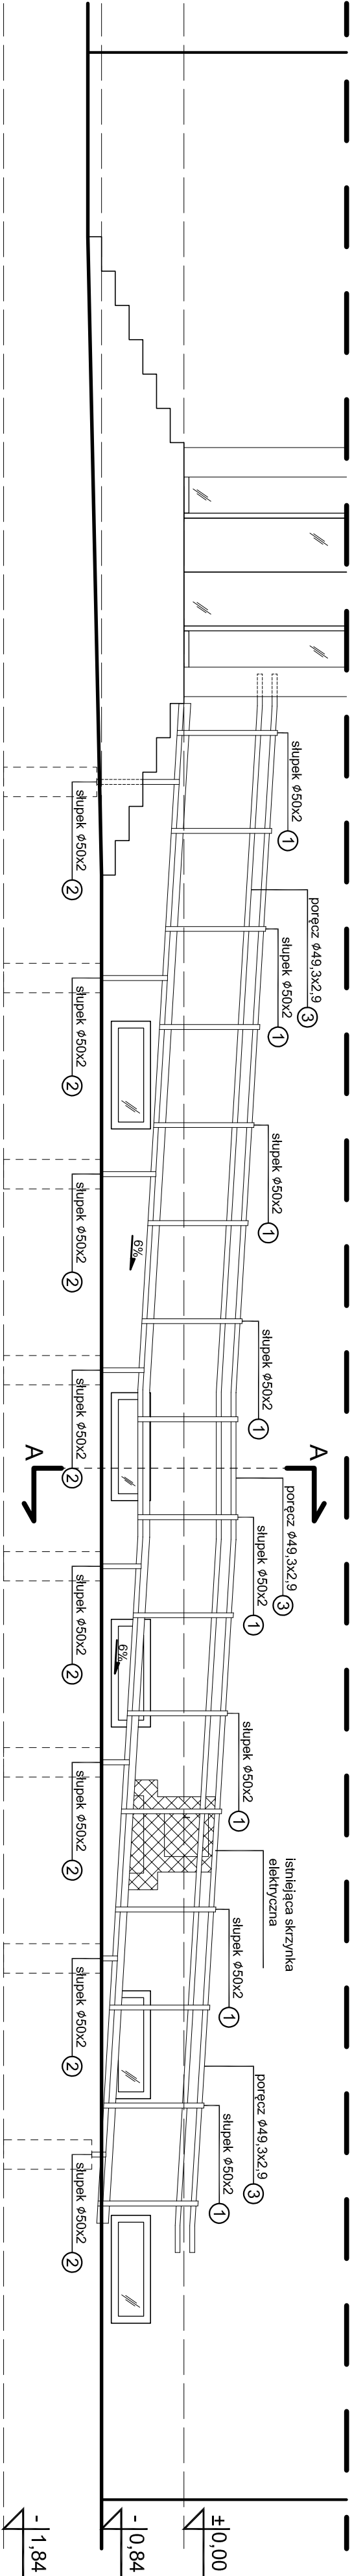 słupek ϕ50x2 1
poręcz ϕ49,3x2,9 3
słupek ϕ50x2 1
słupek ϕ50x2 1
słupek ϕ50x2 1
A
poręcz ϕ49,3x2,9 3
słupek ϕ50x2 1
słupek ϕ50x2 1
istniejąca skrzynka
elektryczna
słupek ϕ50x2 1
poręcz ϕ49,3x2,9 3
słupek ϕ50x2 1
±0,00
6%
6%
- 0,84
słupek ϕ50x2 2
słupek ϕ50x2 2
słupek ϕ50x2 2
słupek ϕ50x2 2
słupek ϕ50x2 2
słupek ϕ50x2 2
słupek ϕ50x2 2
słupek ϕ50x2 2
A
- 1,84